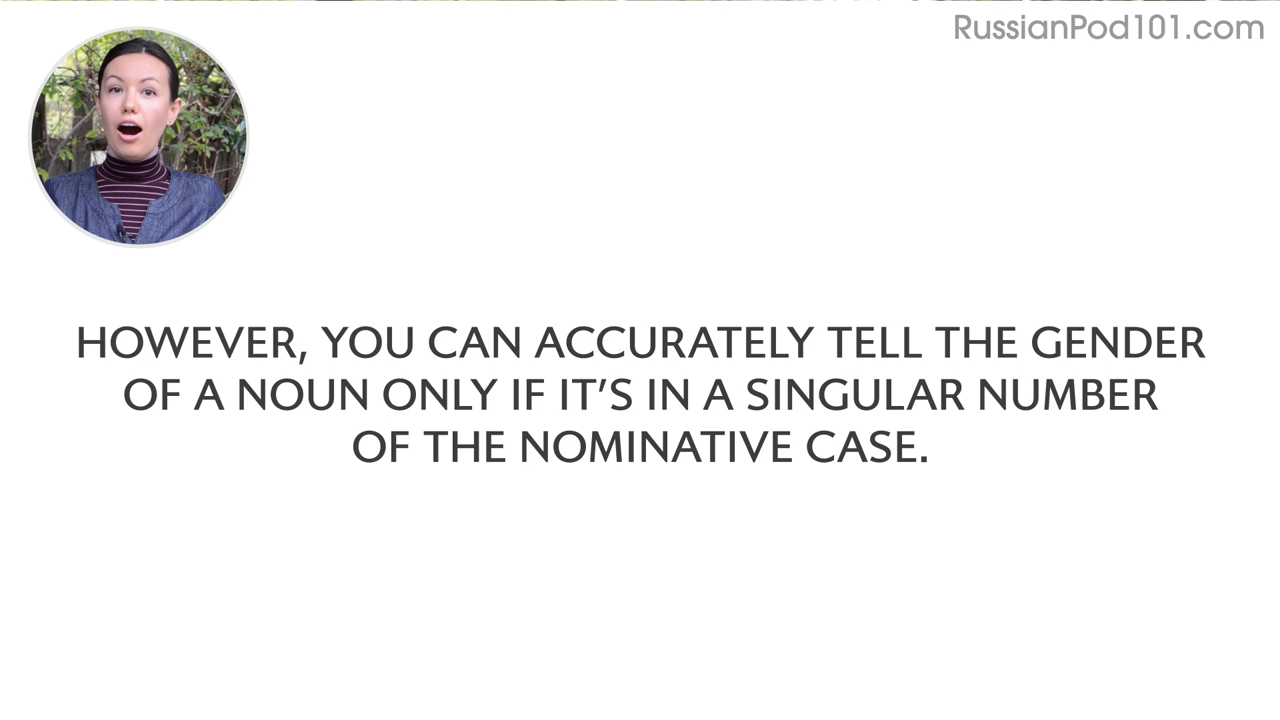 RussianPod101.com
HOWEVER, YOU CAN ACCURATELY TELL THE GENDER
OF A NOUN ONLY IF IT’S IN A SINGULAR NUMBER
OF THE NOMINATIVE CASE.